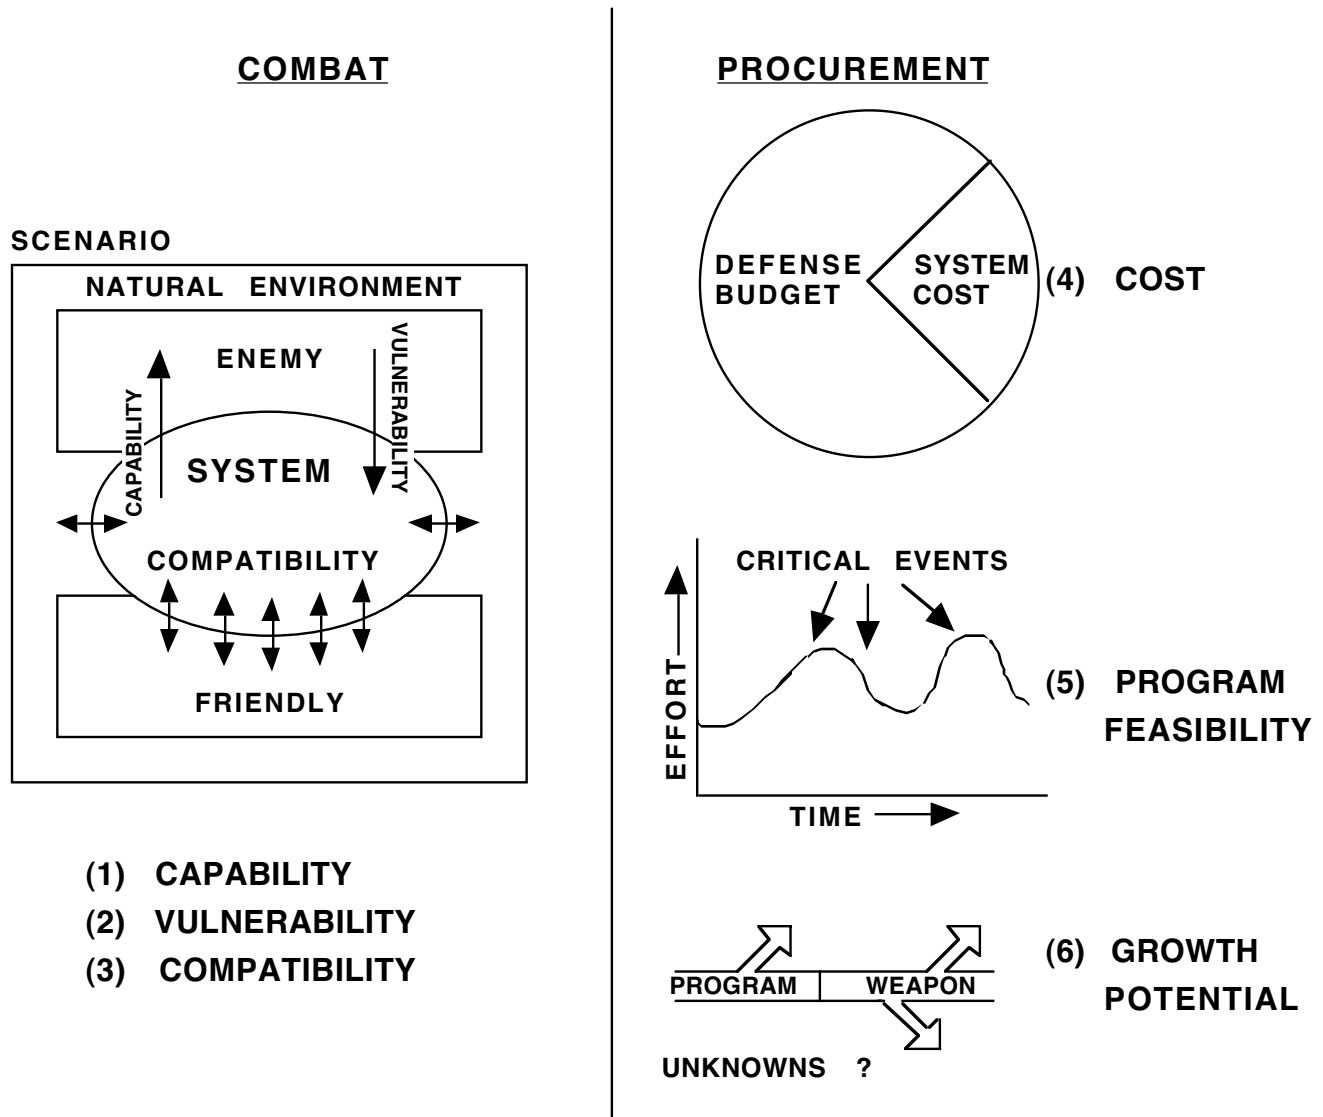 COMBAT
SCENARIO
NATURAL ENVIRONMENT
ENEMY
CAPABILITY
VULNERABILITY
SYSTEM
COMPATIBILITY
FRIENDLY
(1) CAPABILITY
(2) VULNERABILITY
(3) COMPATIBILITY
PROCUREMENT
DEFENSE
BUDGET
SYSTEM
COST
(4) COST
CRITICAL EVENTS
EFFORT
TIME
(5) PROGRAM
FEASIBILITY
PROGRAM
WEAPON
UNKNOWNS ?
(6) GROWTH
POTENTIAL